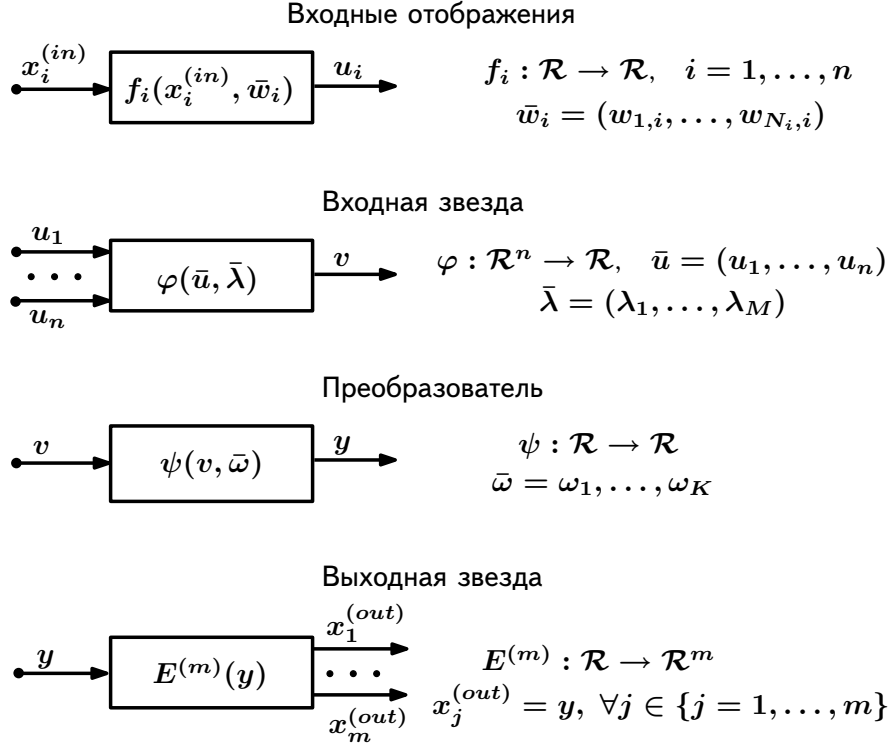 Входные отображения
x_i^{(in)} f_i(x_i^{(in)}, w̄_i) u_i f_i : ℛ → ℛ, i = 1, . . . , n
w̄_i = (w_{1,i}, . . . , w_{N_i,i})
Входная звезда
u_1
• • • φ(ū, λ̄) v φ : ℛ^n → ℛ, ū = (u_1, . . . , u_n)
u_n λ̄ = (λ_1, . . . , λ_M)
Преобразователь
v ψ(v, ω̄) y ψ : ℛ → ℛ
ω̄ = ω_1, . . . , ω_K
Выходная звезда
x_1^{(out)}
y E^{(m)}(y) • • • E^{(m)} : ℛ → ℛ^m
x_m^{(out)} x_j^{(out)} = y, ∀j ∈ {j = 1, . . . , m}